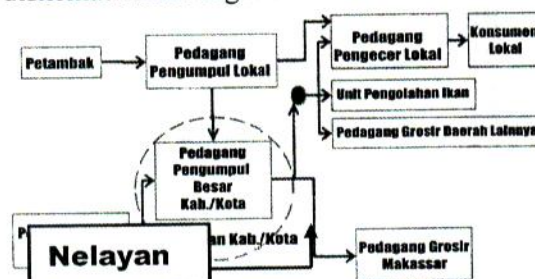 Petambak
Pedagang
Pengumpul Lokal
Pedagang
Pengecer Lokal
Konsumen
Lokal
Unit Pengolahan Ikan
Pedagang Grosir Daerah Lainnya
Pedagang
Pengumpul
Besar
Kab./Kota
an Kab./Kota
Nelayan
Pedagang Grosir
Makassar